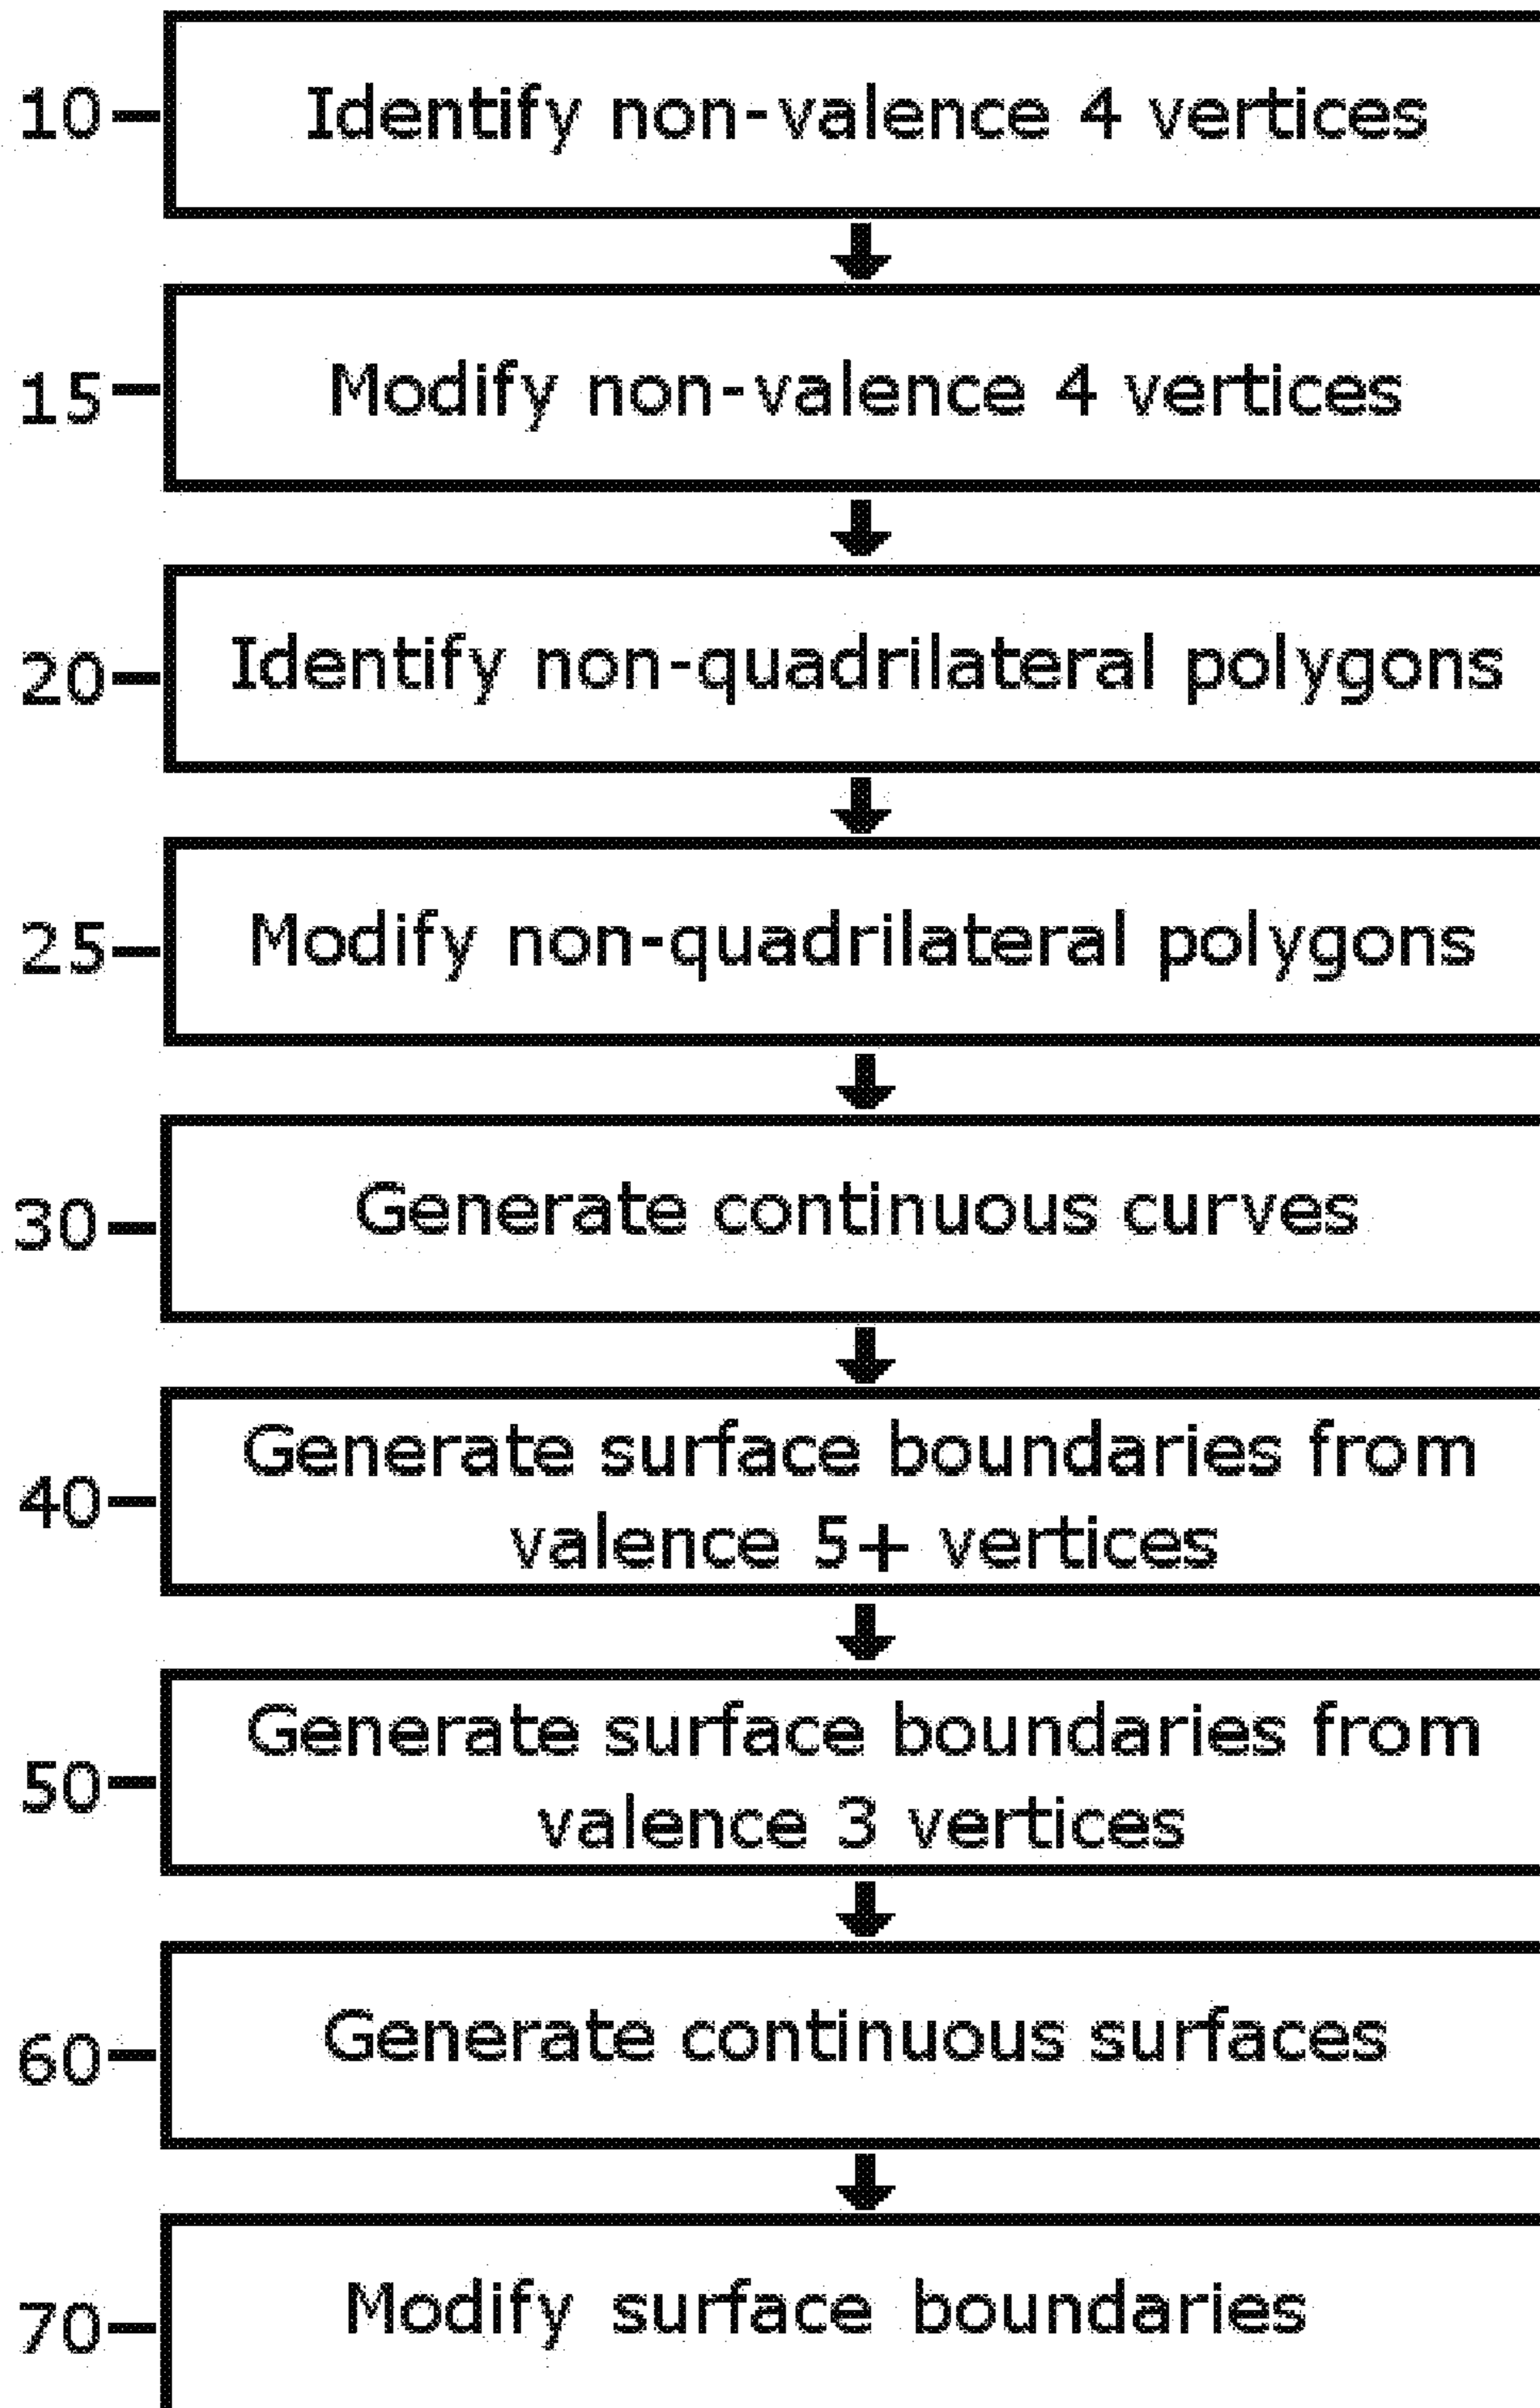 10 Identify non-valence 4 vertices
15 Modify non-valence 4 vertices
20 Identify non-quadrilateral polygons
25 Modify non-quadrilateral polygons
30 Generate continuous curves
40 Generate surface boundaries from
valence 5+ vertices
50 Generate surface boundaries from
valence 3 vertices
60 Generate continuous surfaces
70 Modify surface boundaries